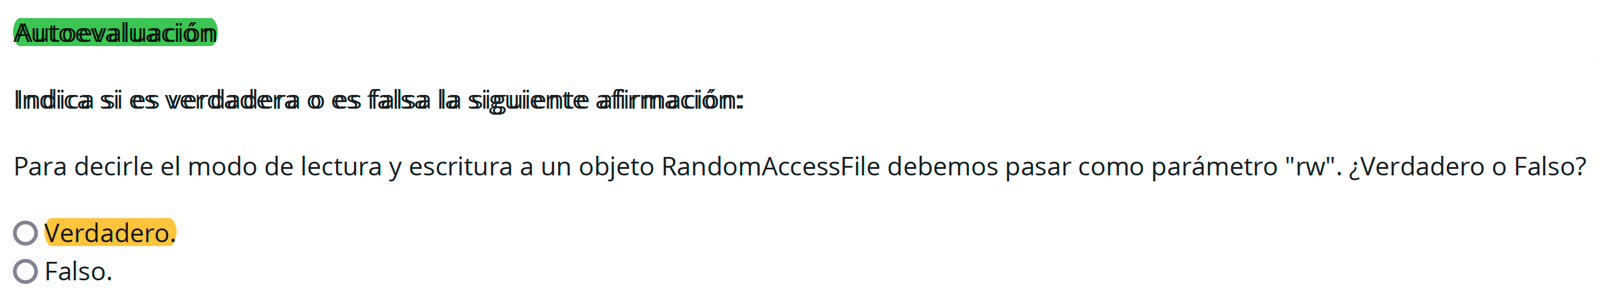 Autoevaluación
Indica si es verdadera o es falsa la siguiente afirmación:
Para decirle el modo de lectura y escritura a un objeto RandomAccessFile debemos pasar como parámetro "rw". ¿Verdadero o Falso?
Verdadero.
Falso.